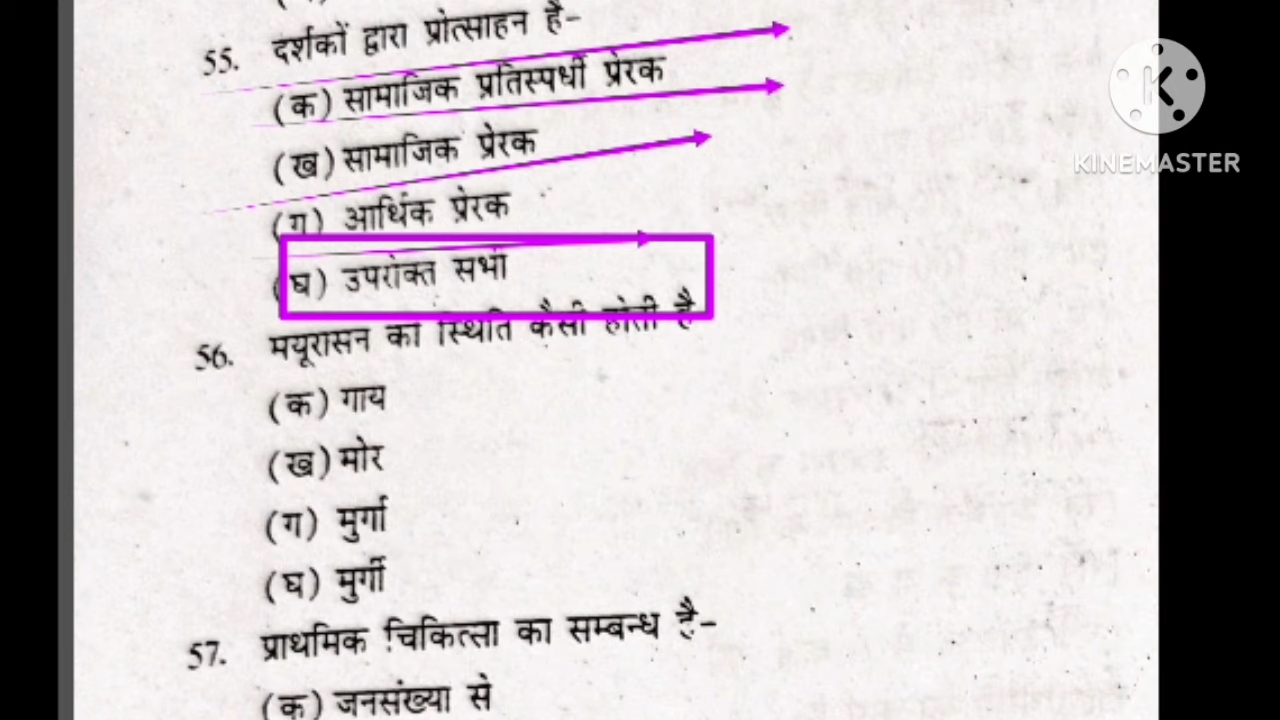 55. दर्शकों द्वारा प्रोत्साहन है-
(क) सामाजिक प्रतिस्पर्धी प्रेरक
(ख) सामाजिक प्रेरक
(ग) आर्थिक प्रेरक
(घ) उपरोक्त सभी
56. मयूरासन की स्थिति कैसी होती है
(क) गाय
(ख) मोर
(ग) मुर्गा
(घ) मुर्गी
57. प्राथमिक चिकित्सा का सम्बन्ध है-
(क) जनसंख्या से
KINEMASTER